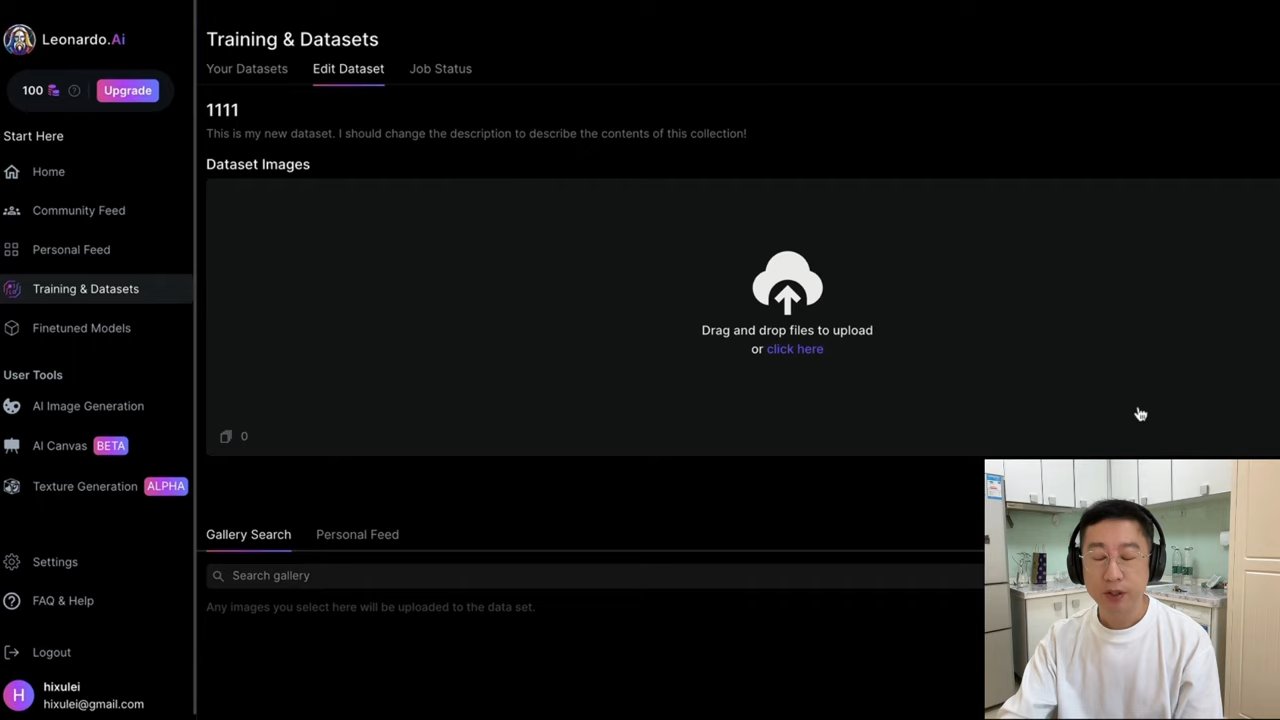 Leonardo.Ai
100
Upgrade
Start Here
Home
Community Feed
Personal Feed
Training & Datasets
Finetuned Models
User Tools
AI Image Generation
AI Canvas BETA
Texture Generation ALPHA
Settings
FAQ & Help
Logout
H
hixulei
hixulei@gmail.com
Training & Datasets
Your Datasets Edit Dataset Job Status
1111
This is my new dataset. I should change the description to describe the contents of this collection!
Dataset Images
Drag and drop files to upload
or click here
0
Gallery Search Personal Feed
Search gallery
Any images you select here will be uploaded to the data set.